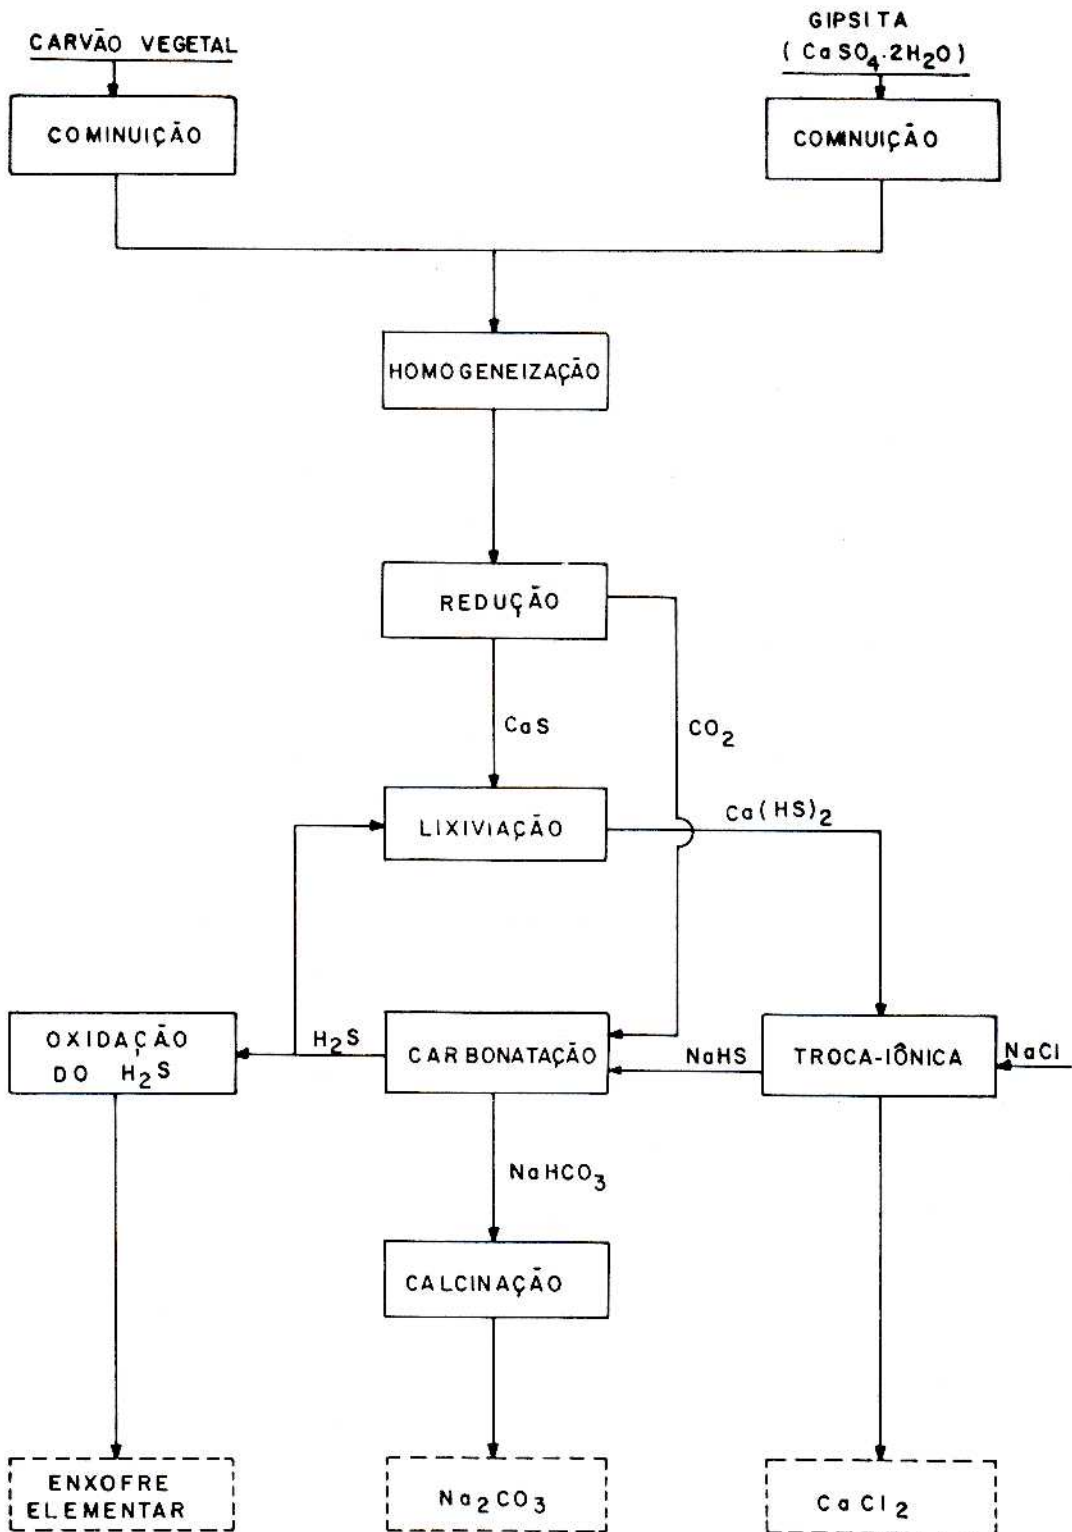 CARVÃO VEGETAL
GIPSITA
(CaSO₄.2H₂O)
COMINUIÇÃO
COMINUIÇÃO
HOMOGENEIZAÇÃO
REDUÇÃO
CaS
CO₂
LIXIVIAÇÃO
Ca(HS)₂
OXIDAÇÃO
DO H₂S
H₂S
CARBONATAÇÃO
NaHS
TROCA-IÔNICA
NaCl
NaHCO₃
CALCINAÇÃO
ENXOFRE
ELEMENTAR
Na₂CO₃
CaCl₂